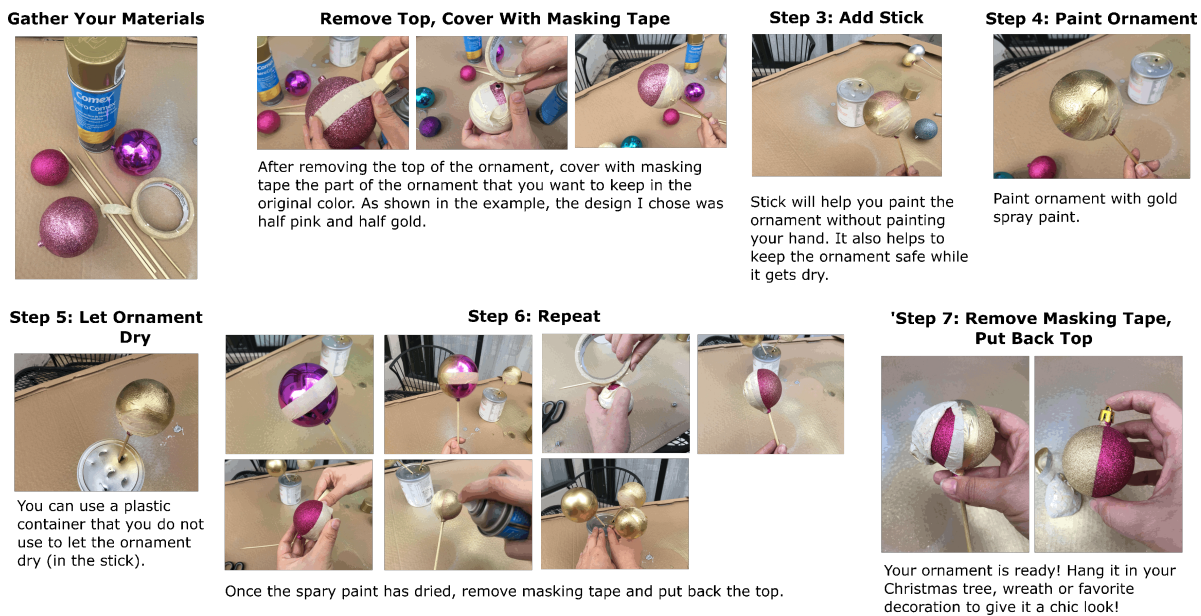 Gather Your Materials
Remove Top, Cover With Masking Tape
After removing the top of the ornament, cover with masking
tape the part of the ornament that you want to keep in the
original color. As shown in the example, the design I chose was
half pink and half gold.
Step 3: Add Stick
Stick will help you paint the
ornament without painting
your hand. It also helps to
keep the ornament safe while
it gets dry.
Step 4: Paint Ornament
Paint ornament with gold
spray paint.
Step 5: Let Ornament
Dry
You can use a plastic
container that you do not
use to let the ornament
dry (in the stick).
Step 6: Repeat
Once the spary paint has dried, remove masking tape and put back the top.
'Step 7: Remove Masking Tape,
Put Back Top
Your ornament is ready! Hang it in your
Christmas tree, wreath or favorite
decoration to give it a chic look!
Comex